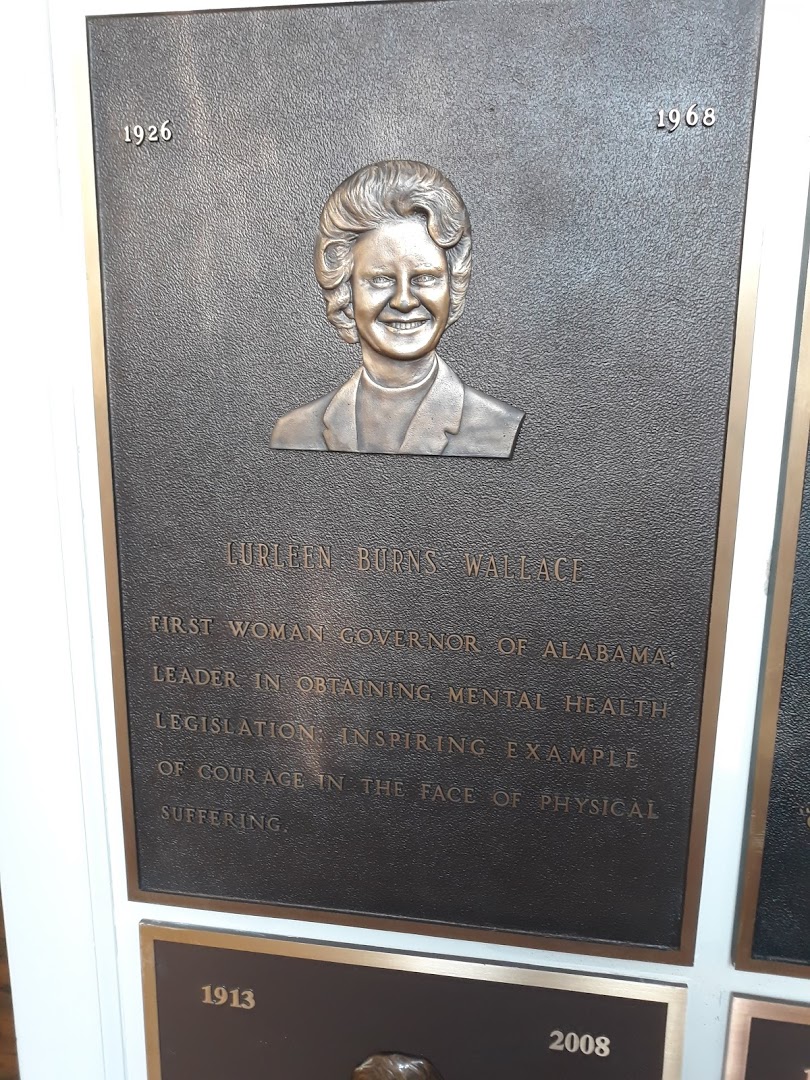 1926 1968
LURLEEN BURNS WALLACE
FIRST WOMAN GOVERNOR OF ALABAMA;
LEADER IN OBTAINING MENTAL HEALTH
LEGISLATION; INSPIRING EXAMPLE
OF COURAGE IN THE FACE OF PHYSICAL
SUFFERING.
1913 2008